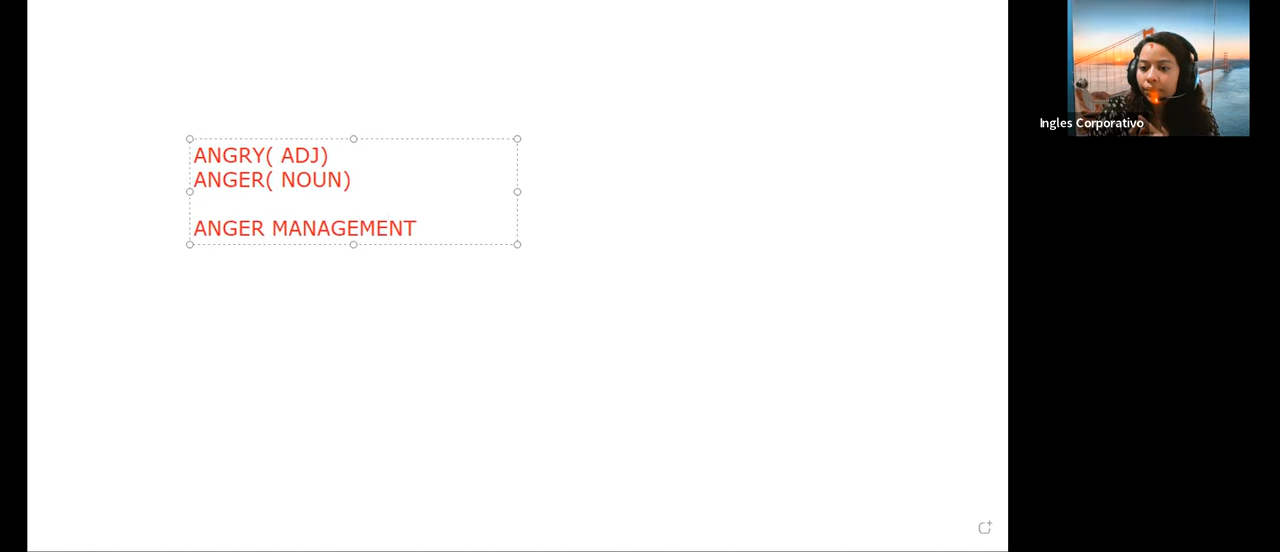 ANGRY( ADJ)
ANGER( NOUN)
ANGER MANAGEMENT
Ingles Corporativo